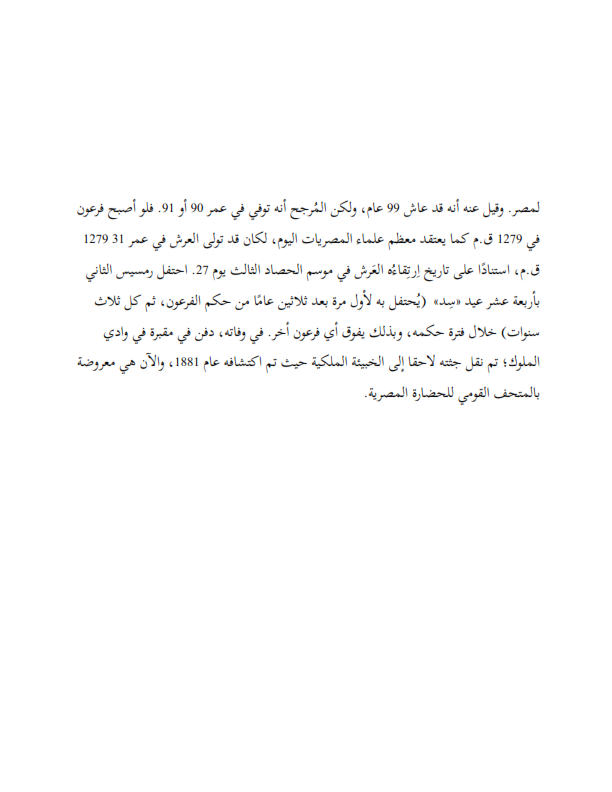 لمصر. وقيل عنه أنه قد عاش 99 عام، ولكن المُرجح أنه توفي في عمر 90 أو 91. فلو أصبح فرعون
في 1279 ق.م كما يعتقد معظم علماء المصريات اليوم، لكان قد تولى العرش في عمر 31 1279
ق.م، استنادًا على تاريخ اِرتِقاءُه العَرش في موسم الحصاد الثالث يوم 27. احتفل رمسيس الثاني
بأربعة عشر عيد «سِد» (يُحتفل به لأول مرة بعد ثلاثين عامًا من حكم الفرعون، ثم كل ثلاث
سنوات) خلال فترة حكمه، وبذلك يفوق أي فرعون أخر. في وفاته، دفن في مقبرة في وادي
الملوك؛ تم نقل جثته لاحقا إلى الخبيئة الملكية حيث تم اكتشافه عام 1881، والآن هي معروضة
بالمتحف القومي للحضارة المصرية.